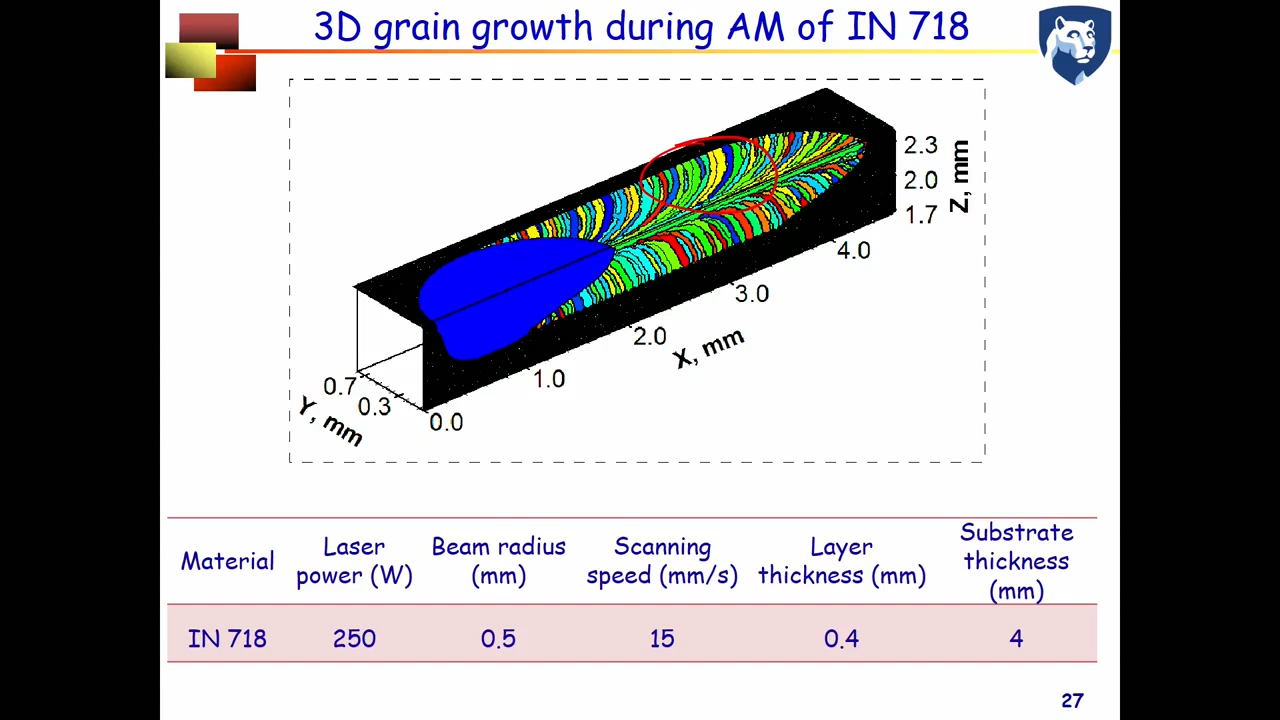 3D grain growth during AM of IN 718
2.3
2.0
1.7
Z, mm
4.0
3.0
2.0
X, mm
1.0
0.7
0.3
0.0
Y, mm
Material
Laser
power (W)
Beam radius
(mm)
Scanning
speed (mm/s)
Layer
thickness (mm)
Substrate
thickness
(mm)
IN 718
250
0.5
15
0.4
4
27